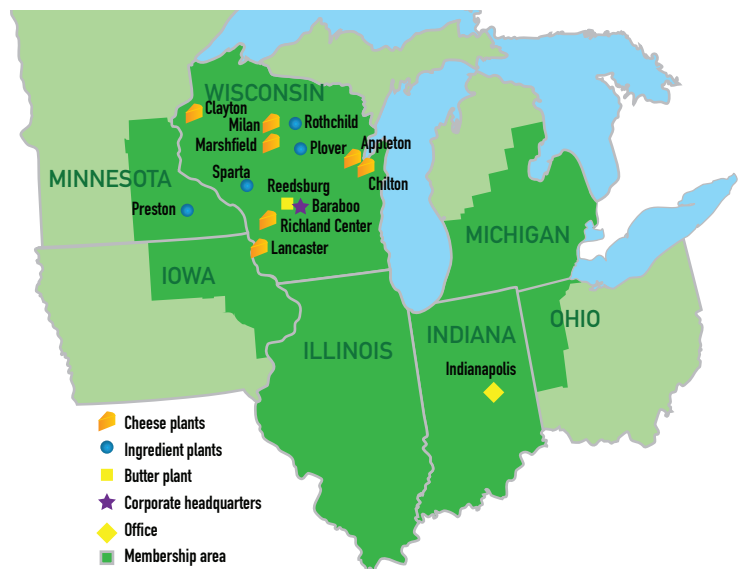 WISCONSIN
Clayton
Milan
Rothchild
Marshfield
Plover
Appleton
Chilton
MINNESOTA
Sparta
Reedsburg
Preston
Baraboo
Richland Center
MICHIGAN
Lancaster
IOWA
ILLINOIS
INDIANA
OHIO
Indianapolis
Cheese plants
Ingredient plants
Butter plant
Corporate headquarters
Office
Membership area